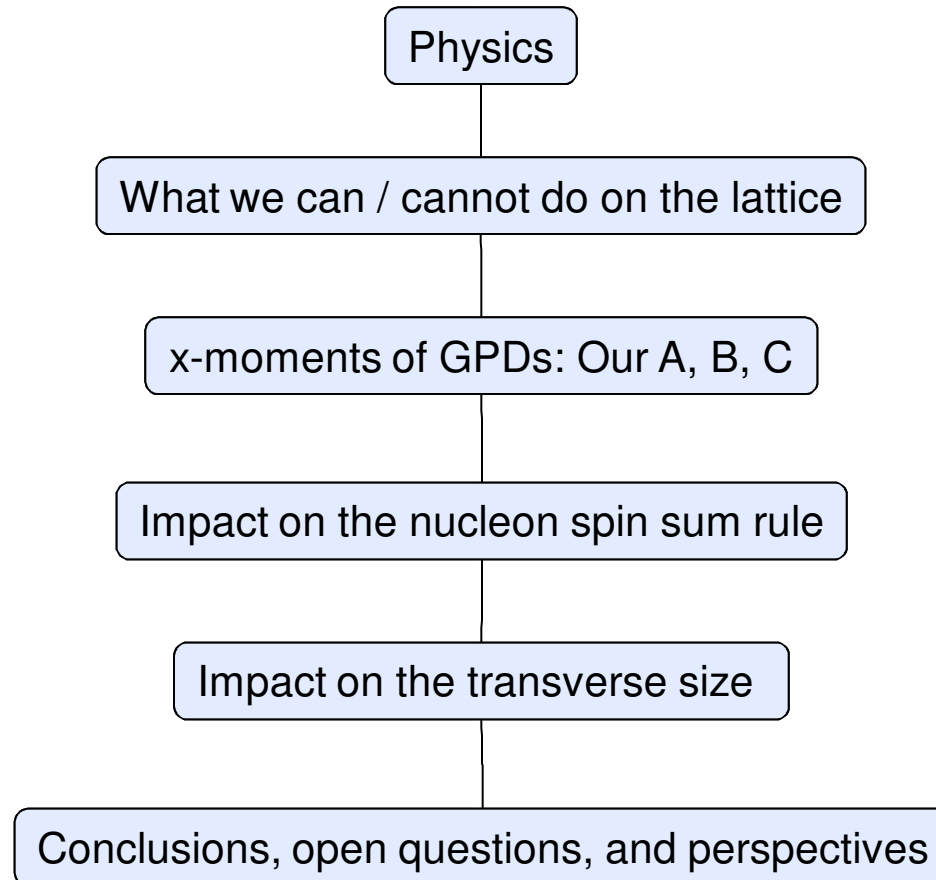 Physics
What we can / cannot do on the lattice
x-moments of GPDs: Our A, B, C
Impact on the nucleon spin sum rule
Impact on the transverse size
Conclusions, open questions, and perspectives